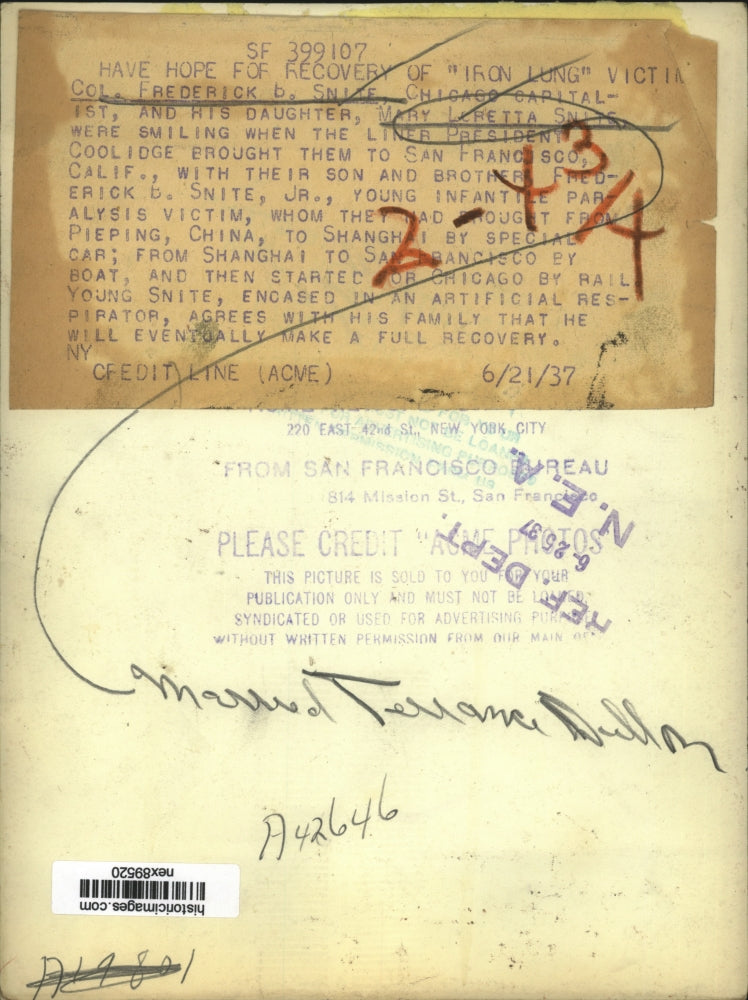 SF 399107
HAVE HOPE FOF RECOVERY OF "IRON LUNG" VICTIM
COL. FREDERICK B. SNITE, CHICAGO CAPITAL-
IST, AND HIS DAUGHTER, MARY LORETTA SNITE,
WERE SMILING WHEN THE LINER PRESIDENT
COOLIDGE BROUGHT THEM TO SAN FRANCISCO,
CALIF., WITH THEIR SON AND BROTHER, FRED-
ERICK B. SNITE, JR., YOUNG INFANTILE PAR-
ALYSIS VICTIM, WHOM THEY HAD BROUGHT FROM
PIEPING, CHINA, TO SHANGHAI BY SPECIAL
CAR; FROM SHANGHAI TO SAN FRANCISCO BY
BOAT, AND THEN STARTED FOR CHICAGO BY RAIL
YOUNG SNITE, ENCASED IN AN ARTIFICIAL RES-
PIRATOR, AGREES WITH HIS FAMILY THAT HE
WILL EVENTUALLY MAKE A FULL RECOVERY.
NY
CREDIT LINE (ACME) 6/21/37
2-4 3/4
220 EAST 42nd St., NEW YORK CITY
FROM SAN FRANCISCO BUREAU
814 Mission St., San Francisco
PLEASE CREDIT "ACME PHOTOS
THIS PICTURE IS SOLD TO YOU FOR YOUR
PUBLICATION ONLY AND MUST NOT BE LOANED
SYNDICATED OR USED FOR ADVERTISING PURPOSES
WITHOUT WRITTEN PERMISSION FROM OUR MAIN
N. E. A.
6-25 37
REF. DEPT.
Married Terrance Dillon
A42646
nex89520
historicimages.com
A19801